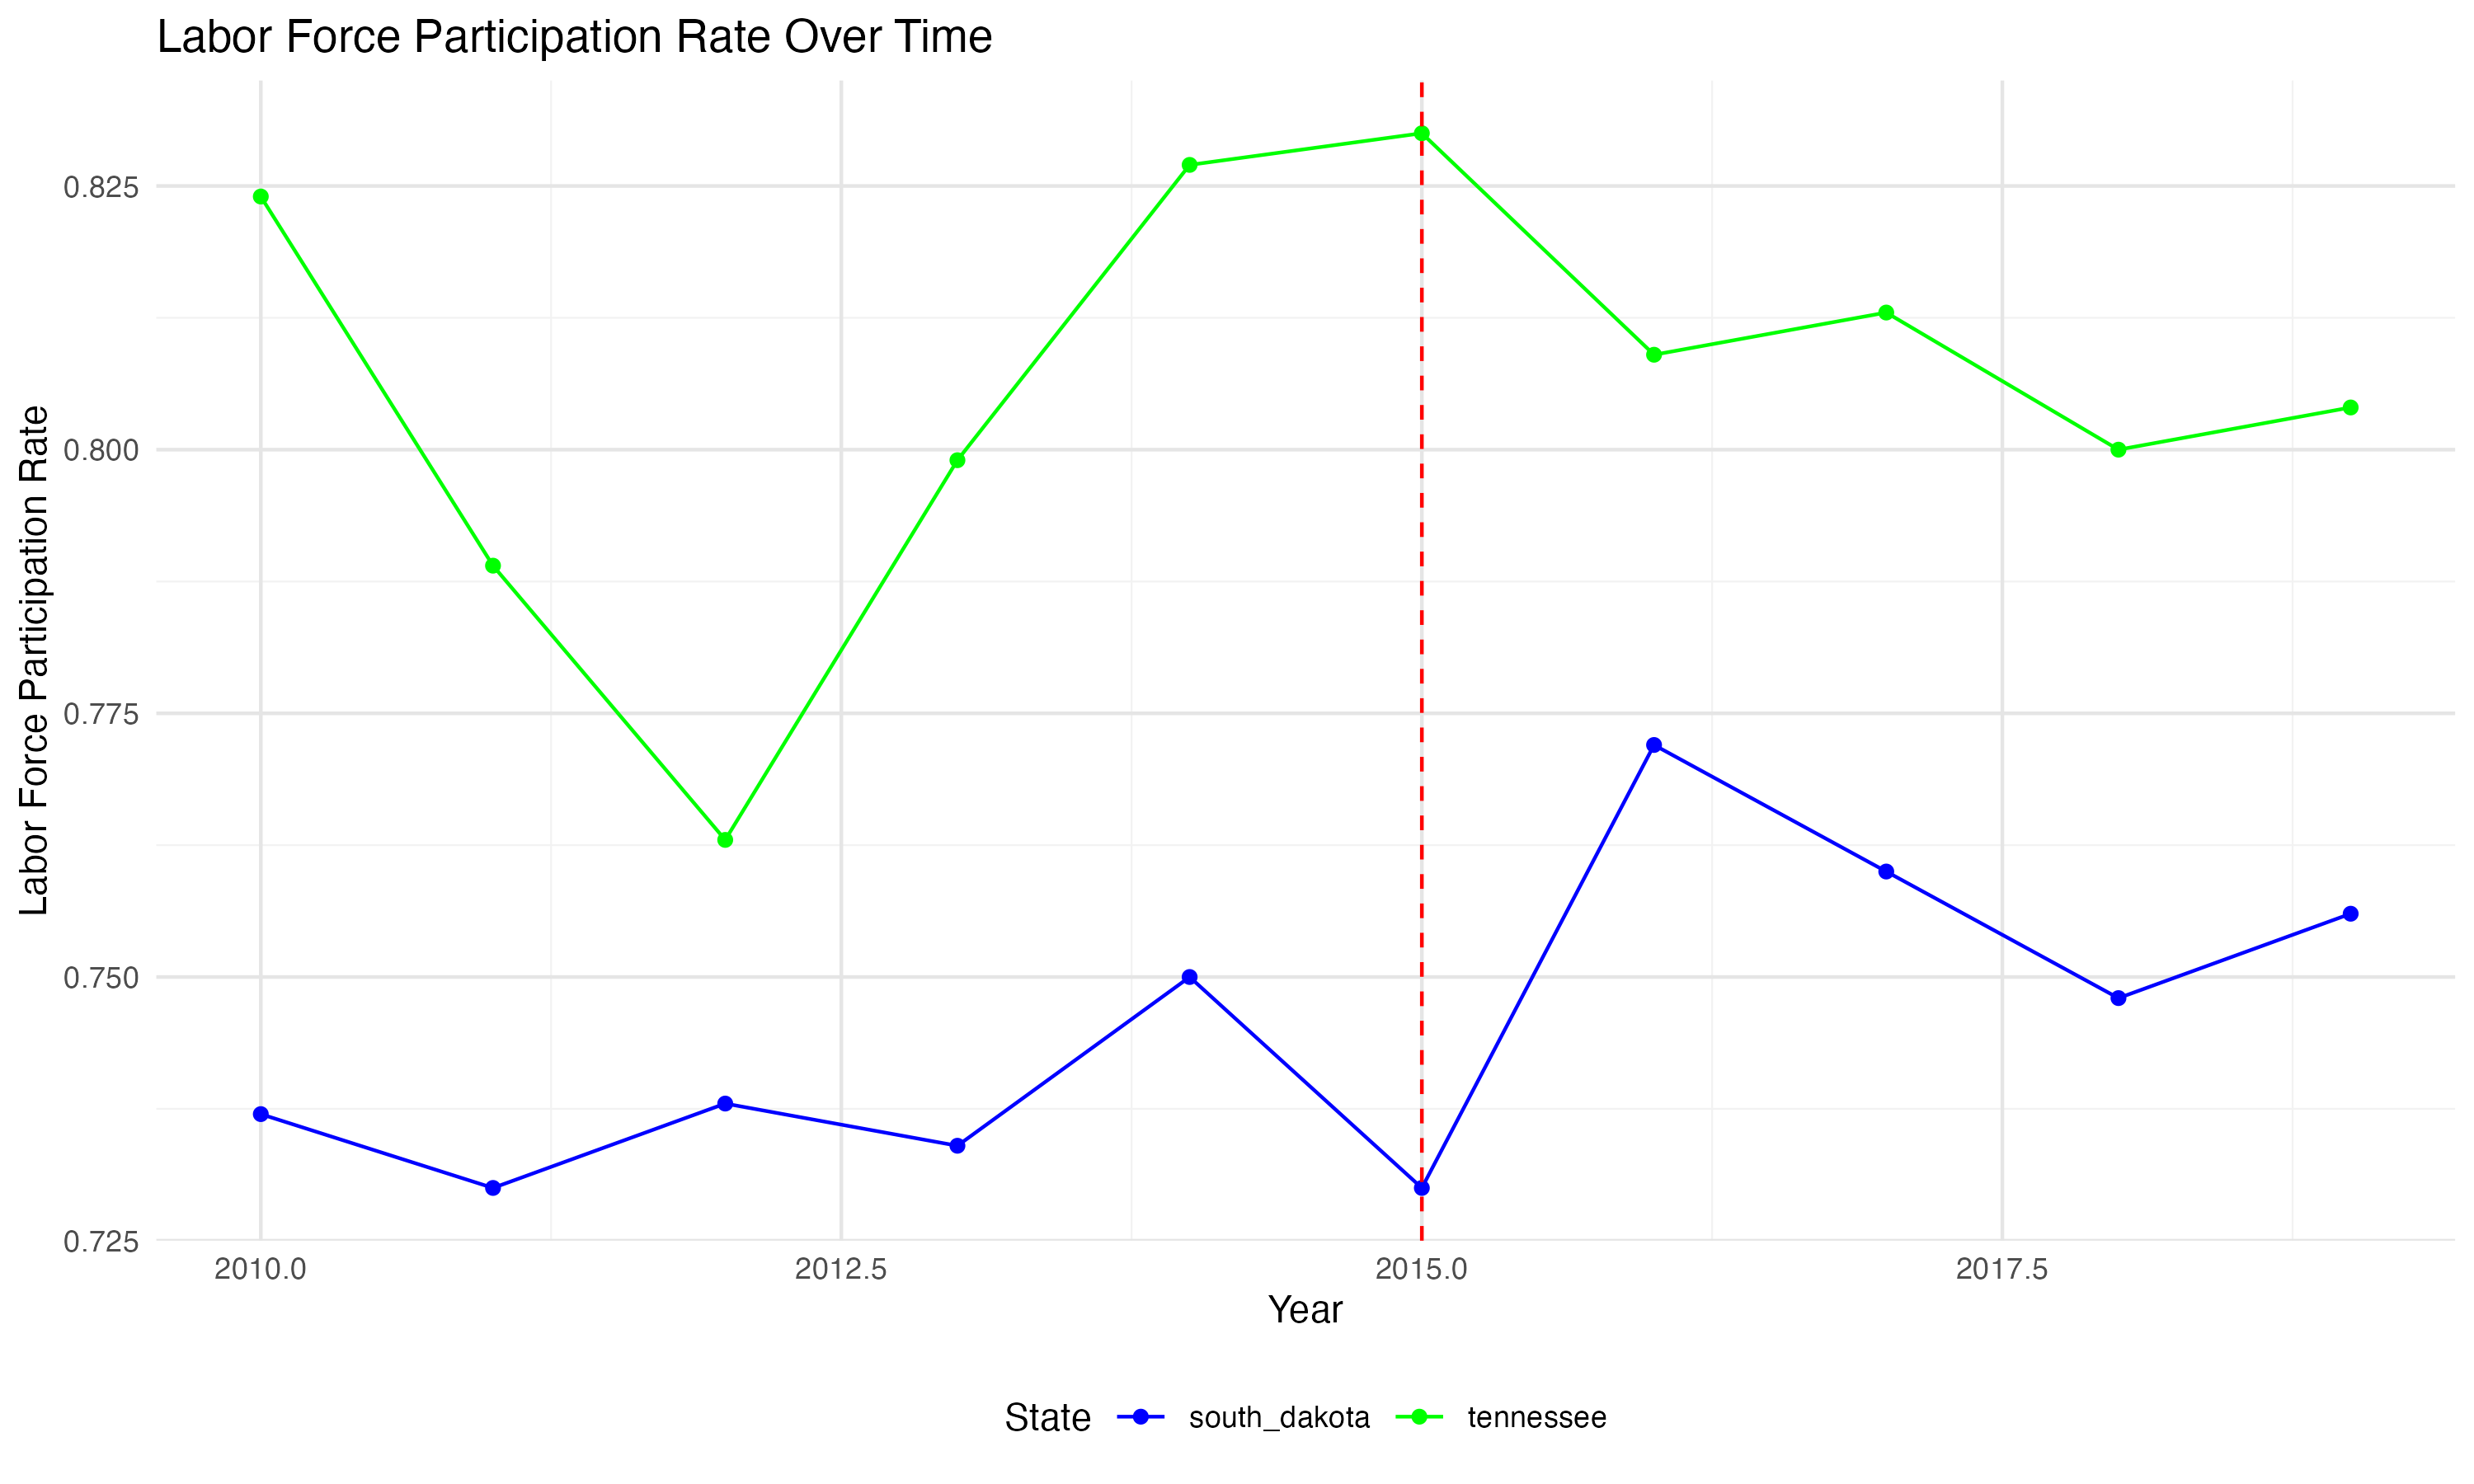 Labor Force Participation Rate Over Time
Labor Force Participation Rate
0.825
0.800
0.775
0.750
0.725
2010.0 2012.5 2015.0 2017.5
Year
State south_dakota tennessee